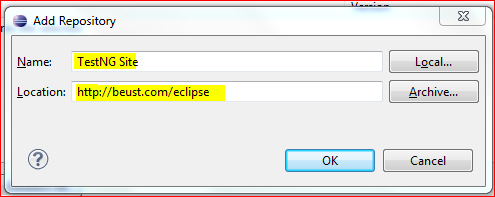 Add Repository
Name: TestNG Site Local...
Location: http://beust.com/eclipse Archive...
OK Cancel